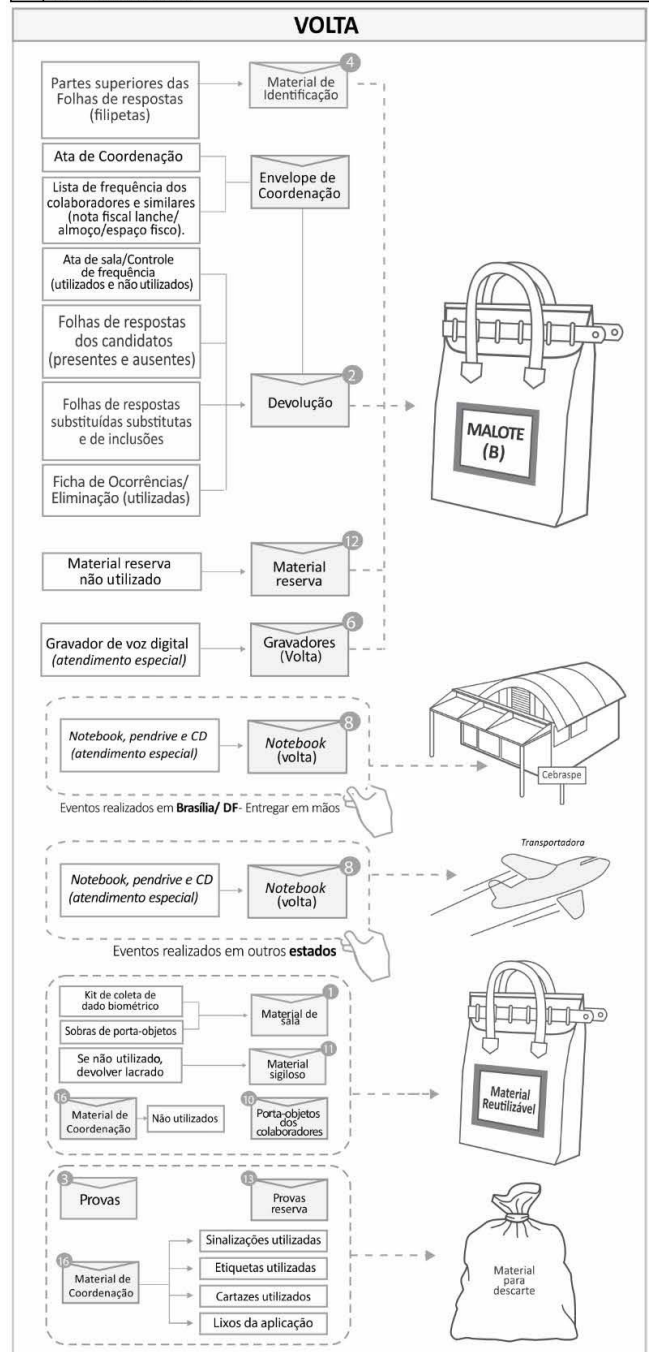 VOLTA
Partes superiores das
Folhas de respostas
(filipetas)
4
Material de
Identificação
Ata de Coordenação
Lista de frequência dos
colaboradores e similares
(nota fiscal lanche/
almoço/espaço fisco).
Envelope de
Coordenação
Ata de sala/Controle
de frequência
(utilizados e não utilizados)
Folhas de respostas
dos candidatos
(presentes e ausentes)
Folhas de respostas
substituídas substitutas
e de inclusões
Ficha de Ocorrências/
Eliminação (utilizadas)
2
Devolução
MALOTE
(B)
Material reserva
não utilizado
12
Material
reserva
Gravador de voz digital
(atendimento especial)
6
Gravadores
(Volta)
Notebook, pendrive e CD
(atendimento especial)
8
Notebook
(volta)
Cebraspe
Eventos realizados em Brasília/ DF- Entregar em mãos
Transportadora
Notebook, pendrive e CD
(atendimento especial)
8
Notebook
(volta)
Eventos realizados em outros estados
Kit de coleta de
dado biométrico
Sobras de porta-objetos
1
Material de
sala
Se não utilizado,
devolver lacrado
11
Material
sigiloso
16
Material de
Coordenação
Não utilizados
10
Porta-objetos
dos
colaboradores
Material
Reutilizável
3
Provas
13
Provas
reserva
16
Material de
Coordenação
Sinalizações utilizadas
Etiquetas utilizadas
Cartazes utilizados
Lixos da aplicação
Material
para
descarte